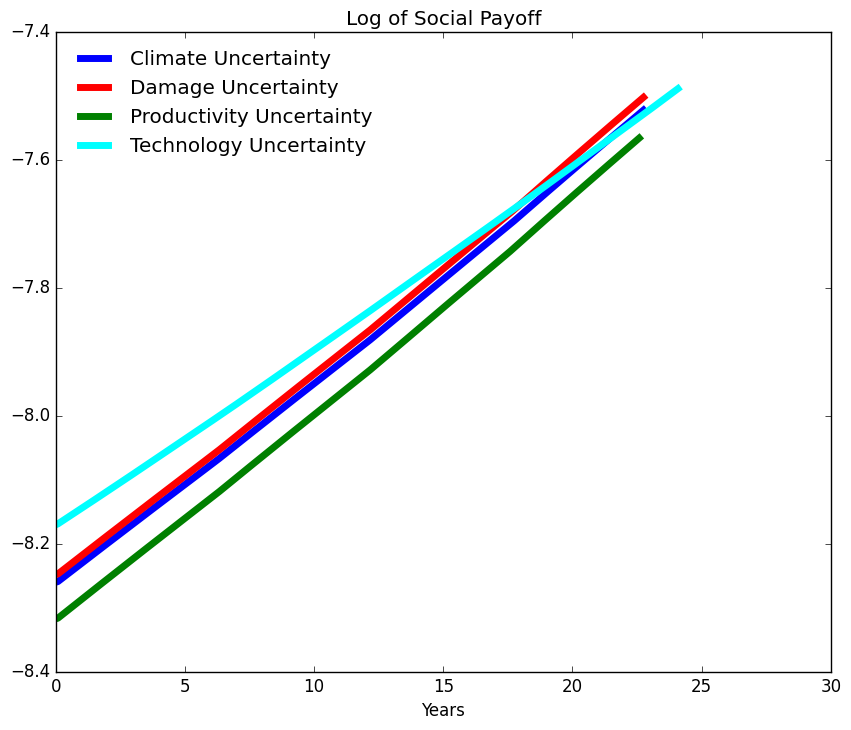 Log of Social Payoff
−7.4
−7.6
−7.8
−8.0
−8.2
−8.4
Climate Uncertainty
Damage Uncertainty
Productivity Uncertainty
Technology Uncertainty
0 5 10 15 20 25 30
Years